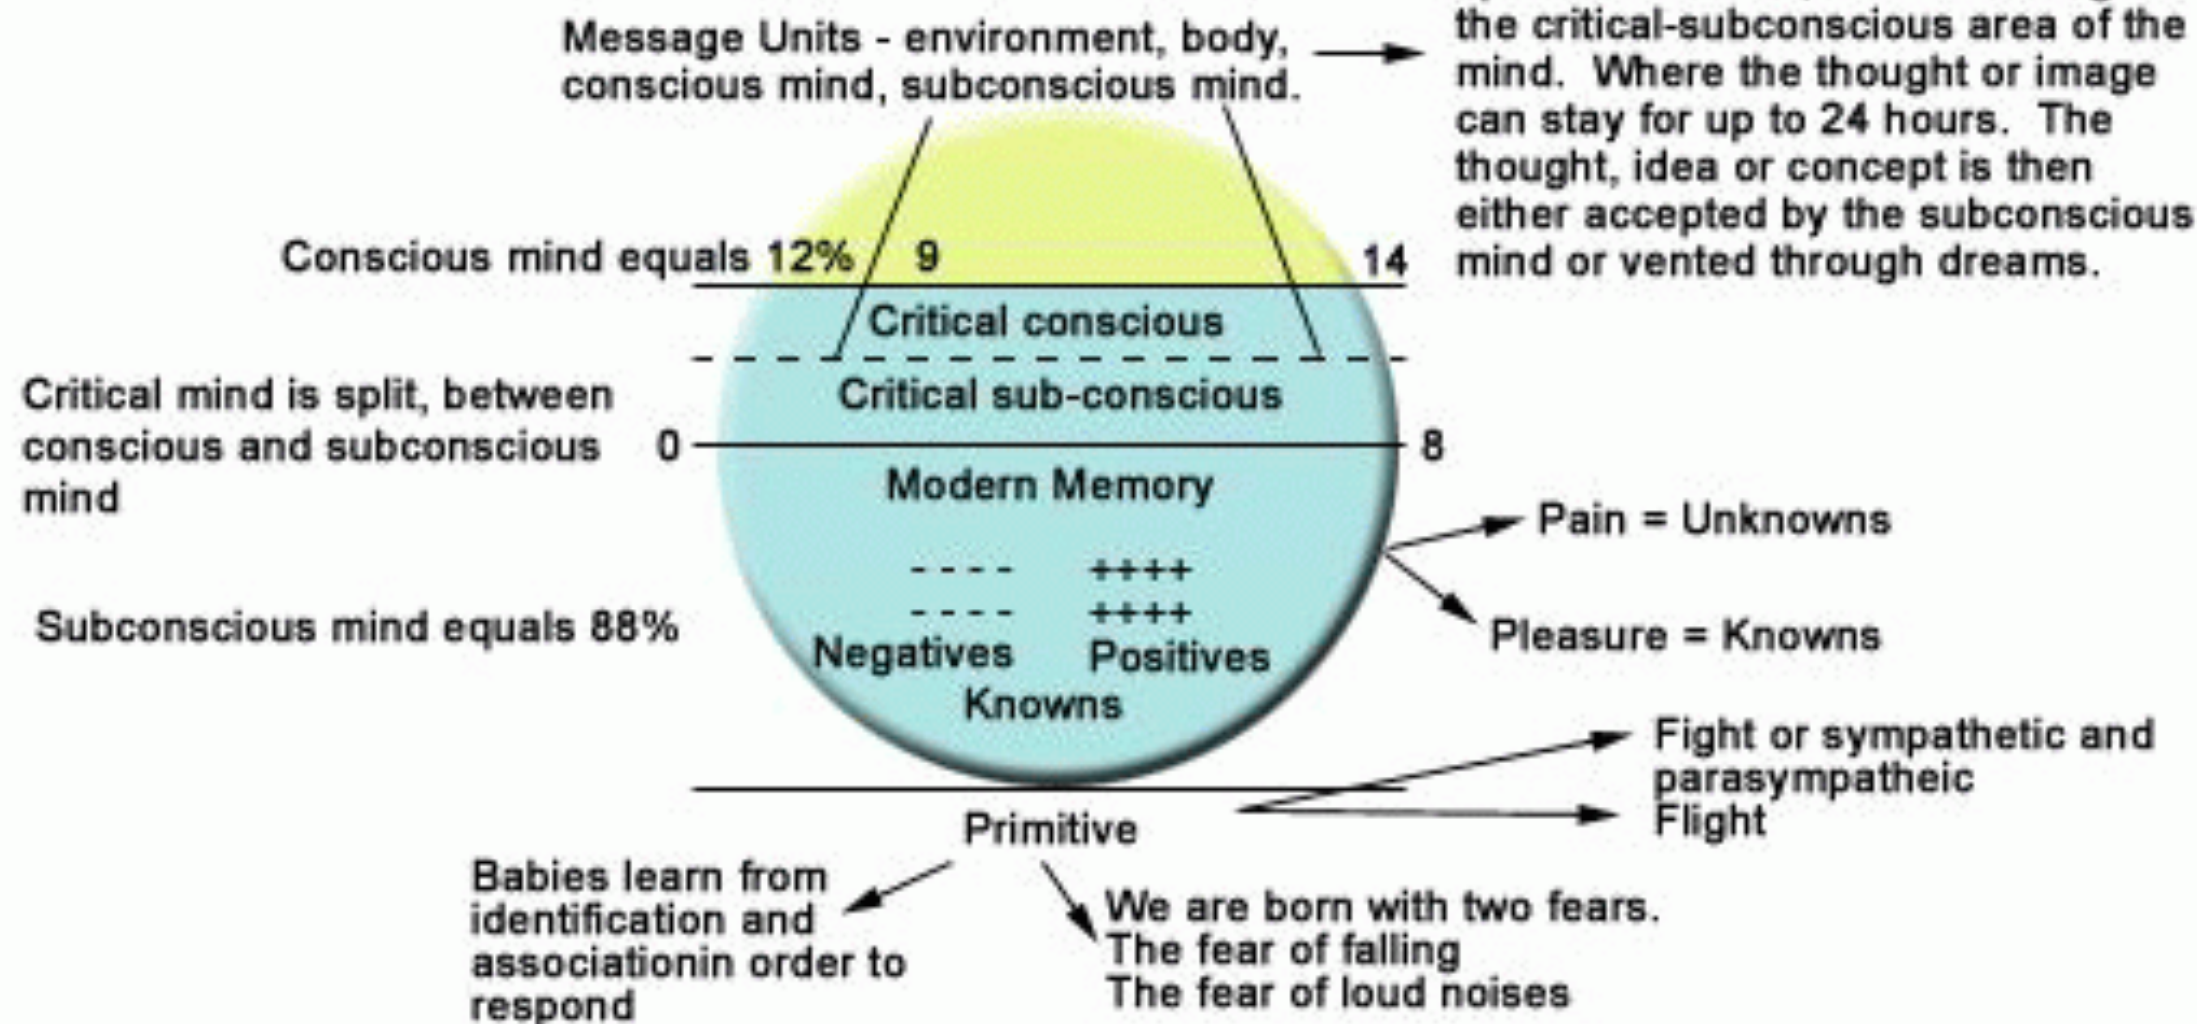 Message Units - environment, body,
conscious mind, subconscious mind.
the critical-subconscious area of the
mind. Where the thought or image
can stay for up to 24 hours. The
thought, idea or concept is then
either accepted by the subconscious
mind or vented through dreams.
Conscious mind equals 12% 9 14
Critical conscious
Critical sub-conscious
Critical mind is split, between
conscious and subconscious
mind
0 8
Modern Memory
Pain = Unknowns
- - - - ++++
- - - - ++++
Subconscious mind equals 88%
Pleasure = Knowns
Negatives Positives
Knowns
Fight or sympathetic and
parasympatheic
Flight
Primitive
Babies learn from
identification and
associationin order to
respond
We are born with two fears.
The fear of falling
The fear of loud noises